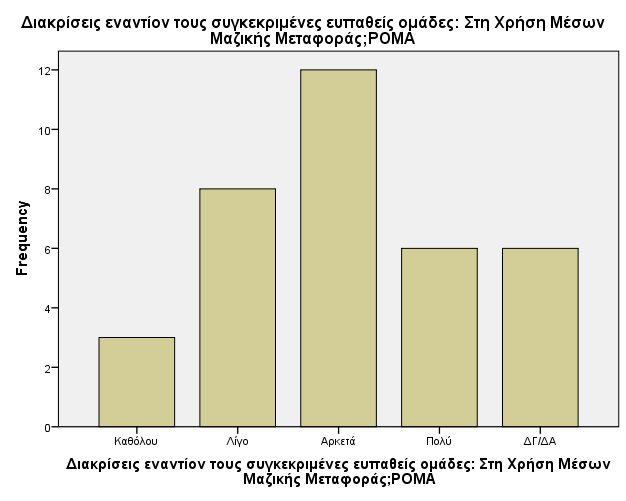 Διακρίσεις εναντίον τους συγκεκριμένες ευπαθείς ομάδες: Στη Χρήση Μέσων
Μαζικής Μεταφοράς;ΡΟΜΑ
Frequency
12
10
8
6
4
2
0
Καθόλου Λίγο Αρκετά Πολύ ΔΓ/ΔΑ
Διακρίσεις εναντίον τους συγκεκριμένες ευπαθείς ομάδες: Στη Χρήση Μέσων
Μαζικής Μεταφοράς;ΡΟΜΑ